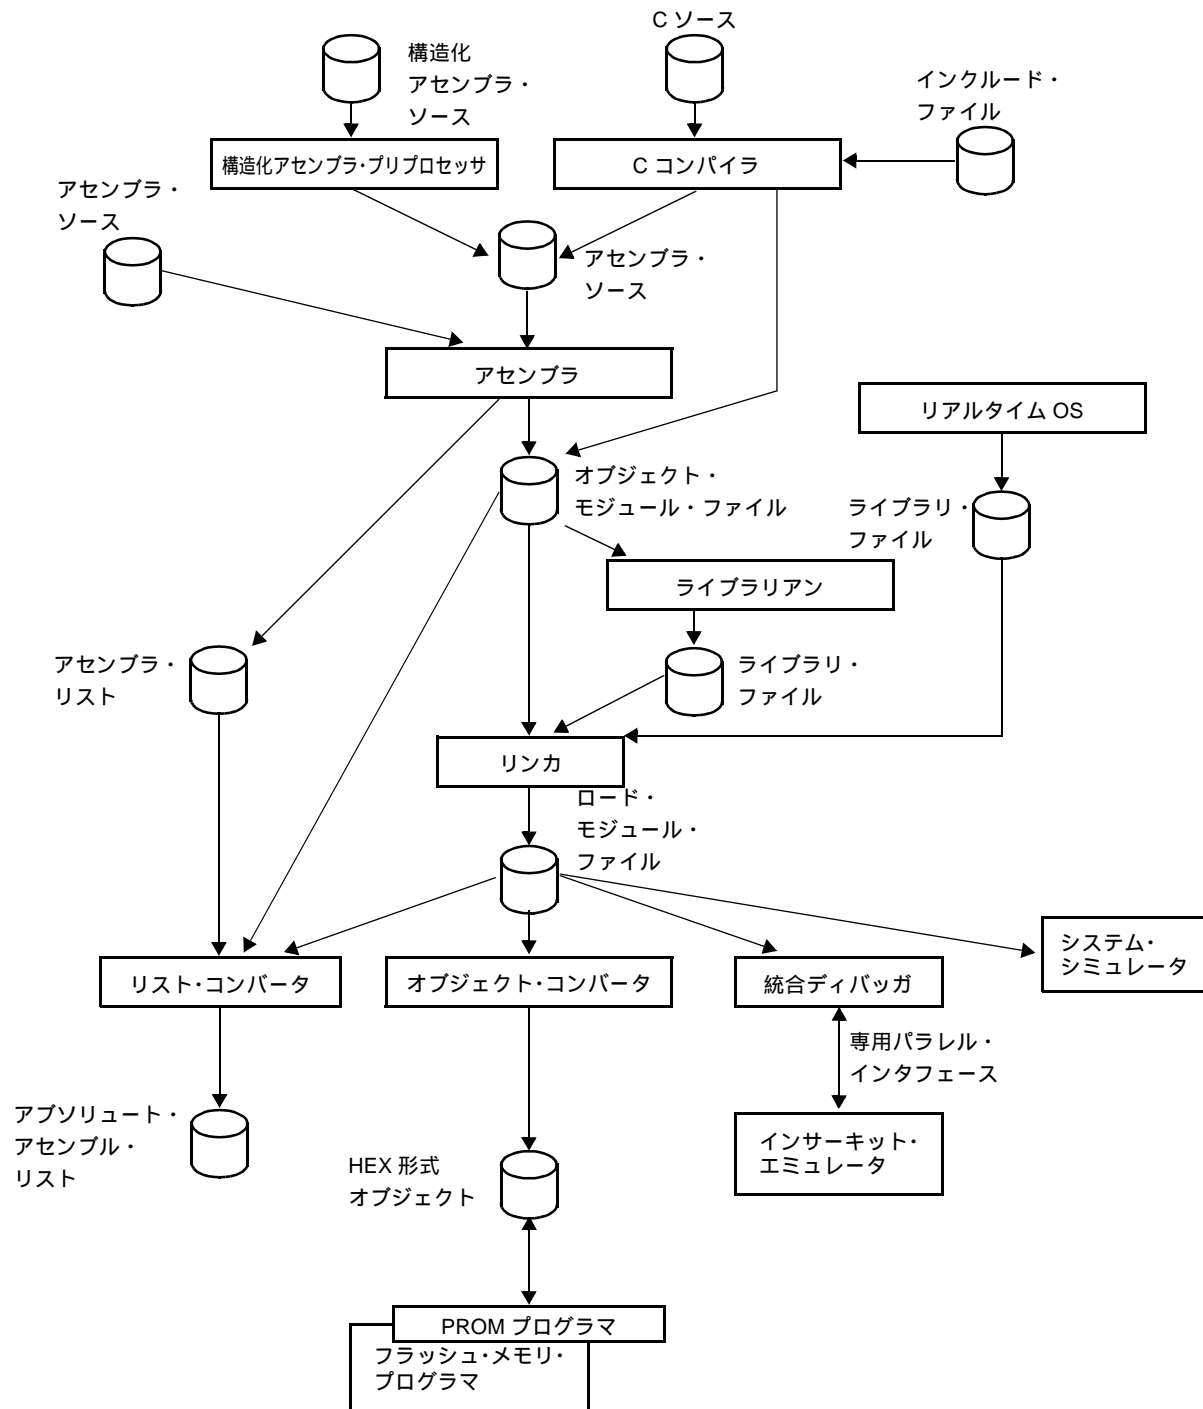 C ソース
構造化
アセンブラ・
ソース
インクルード・
ファイル
構造化アセンブラ・プリプロセッサ
C コンパイラ
アセンブラ・
ソース
アセンブラ・
ソース
アセンブラ
リアルタイム OS
オブジェクト・
モジュール・ファイル
ライブラリ・
ファイル
ライブラリアン
アセンブラ・
リスト
ライブラリ・
ファイル
リンカ
ロード・
モジュール・
ファイル
システム・
シミュレータ
リスト・コンバータ
オブジェクト・コンバータ
統合ディバッガ
専用パラレル・
インタフェース
アブソリュート・
アセンブル・
リスト
インサーキット・
エミュレータ
HEX 形式
オブジェクト
PROM プログラマ
フラッシュ・メモリ・
プログラマ